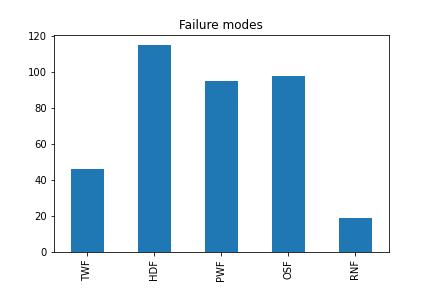 Failure modes
120
100
80
60
40
20
0
TWF
HDF
PWF
OSF
RNF